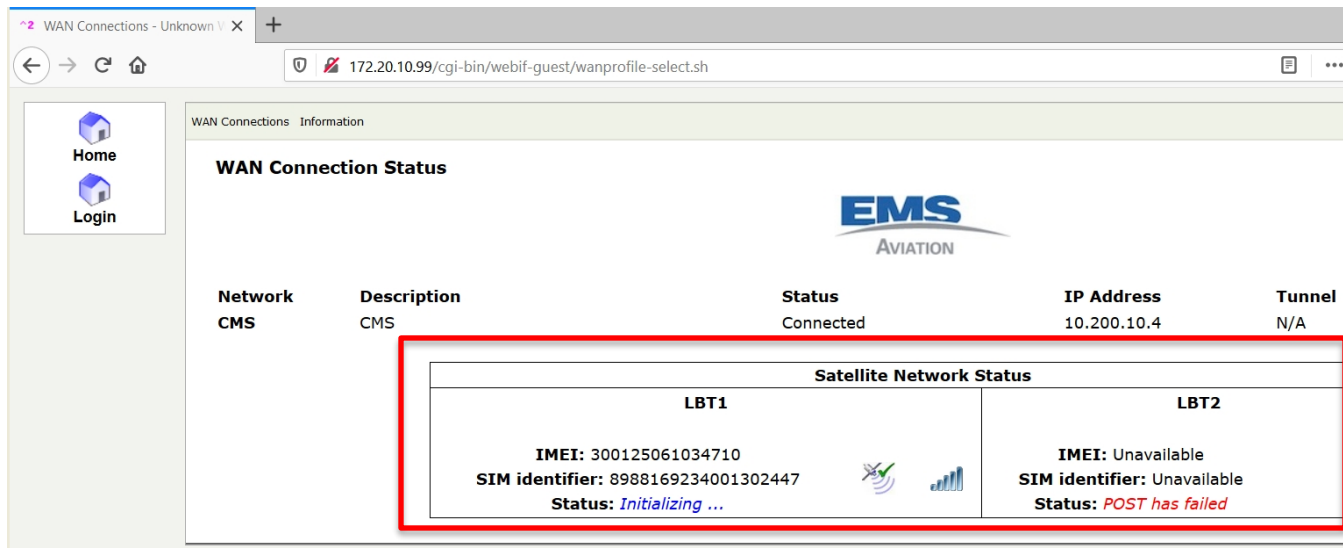 ^2 WAN Connections - Unknown
172.20.10.99/cgi-bin/webif-guest/wanprofile-select.sh
Home
Login
WAN Connections Information
WAN Connection Status
EMS
AVIATION
Network Description Status IP Address Tunnel
CMS CMS Connected 10.200.10.4 N/A
Satellite Network Status
LBT1 LBT2
IMEI: 300125061034710 IMEI: Unavailable
SIM identifier: 8988169234001302447 SIM identifier: Unavailable
Status: Initializing ... Status: POST has failed